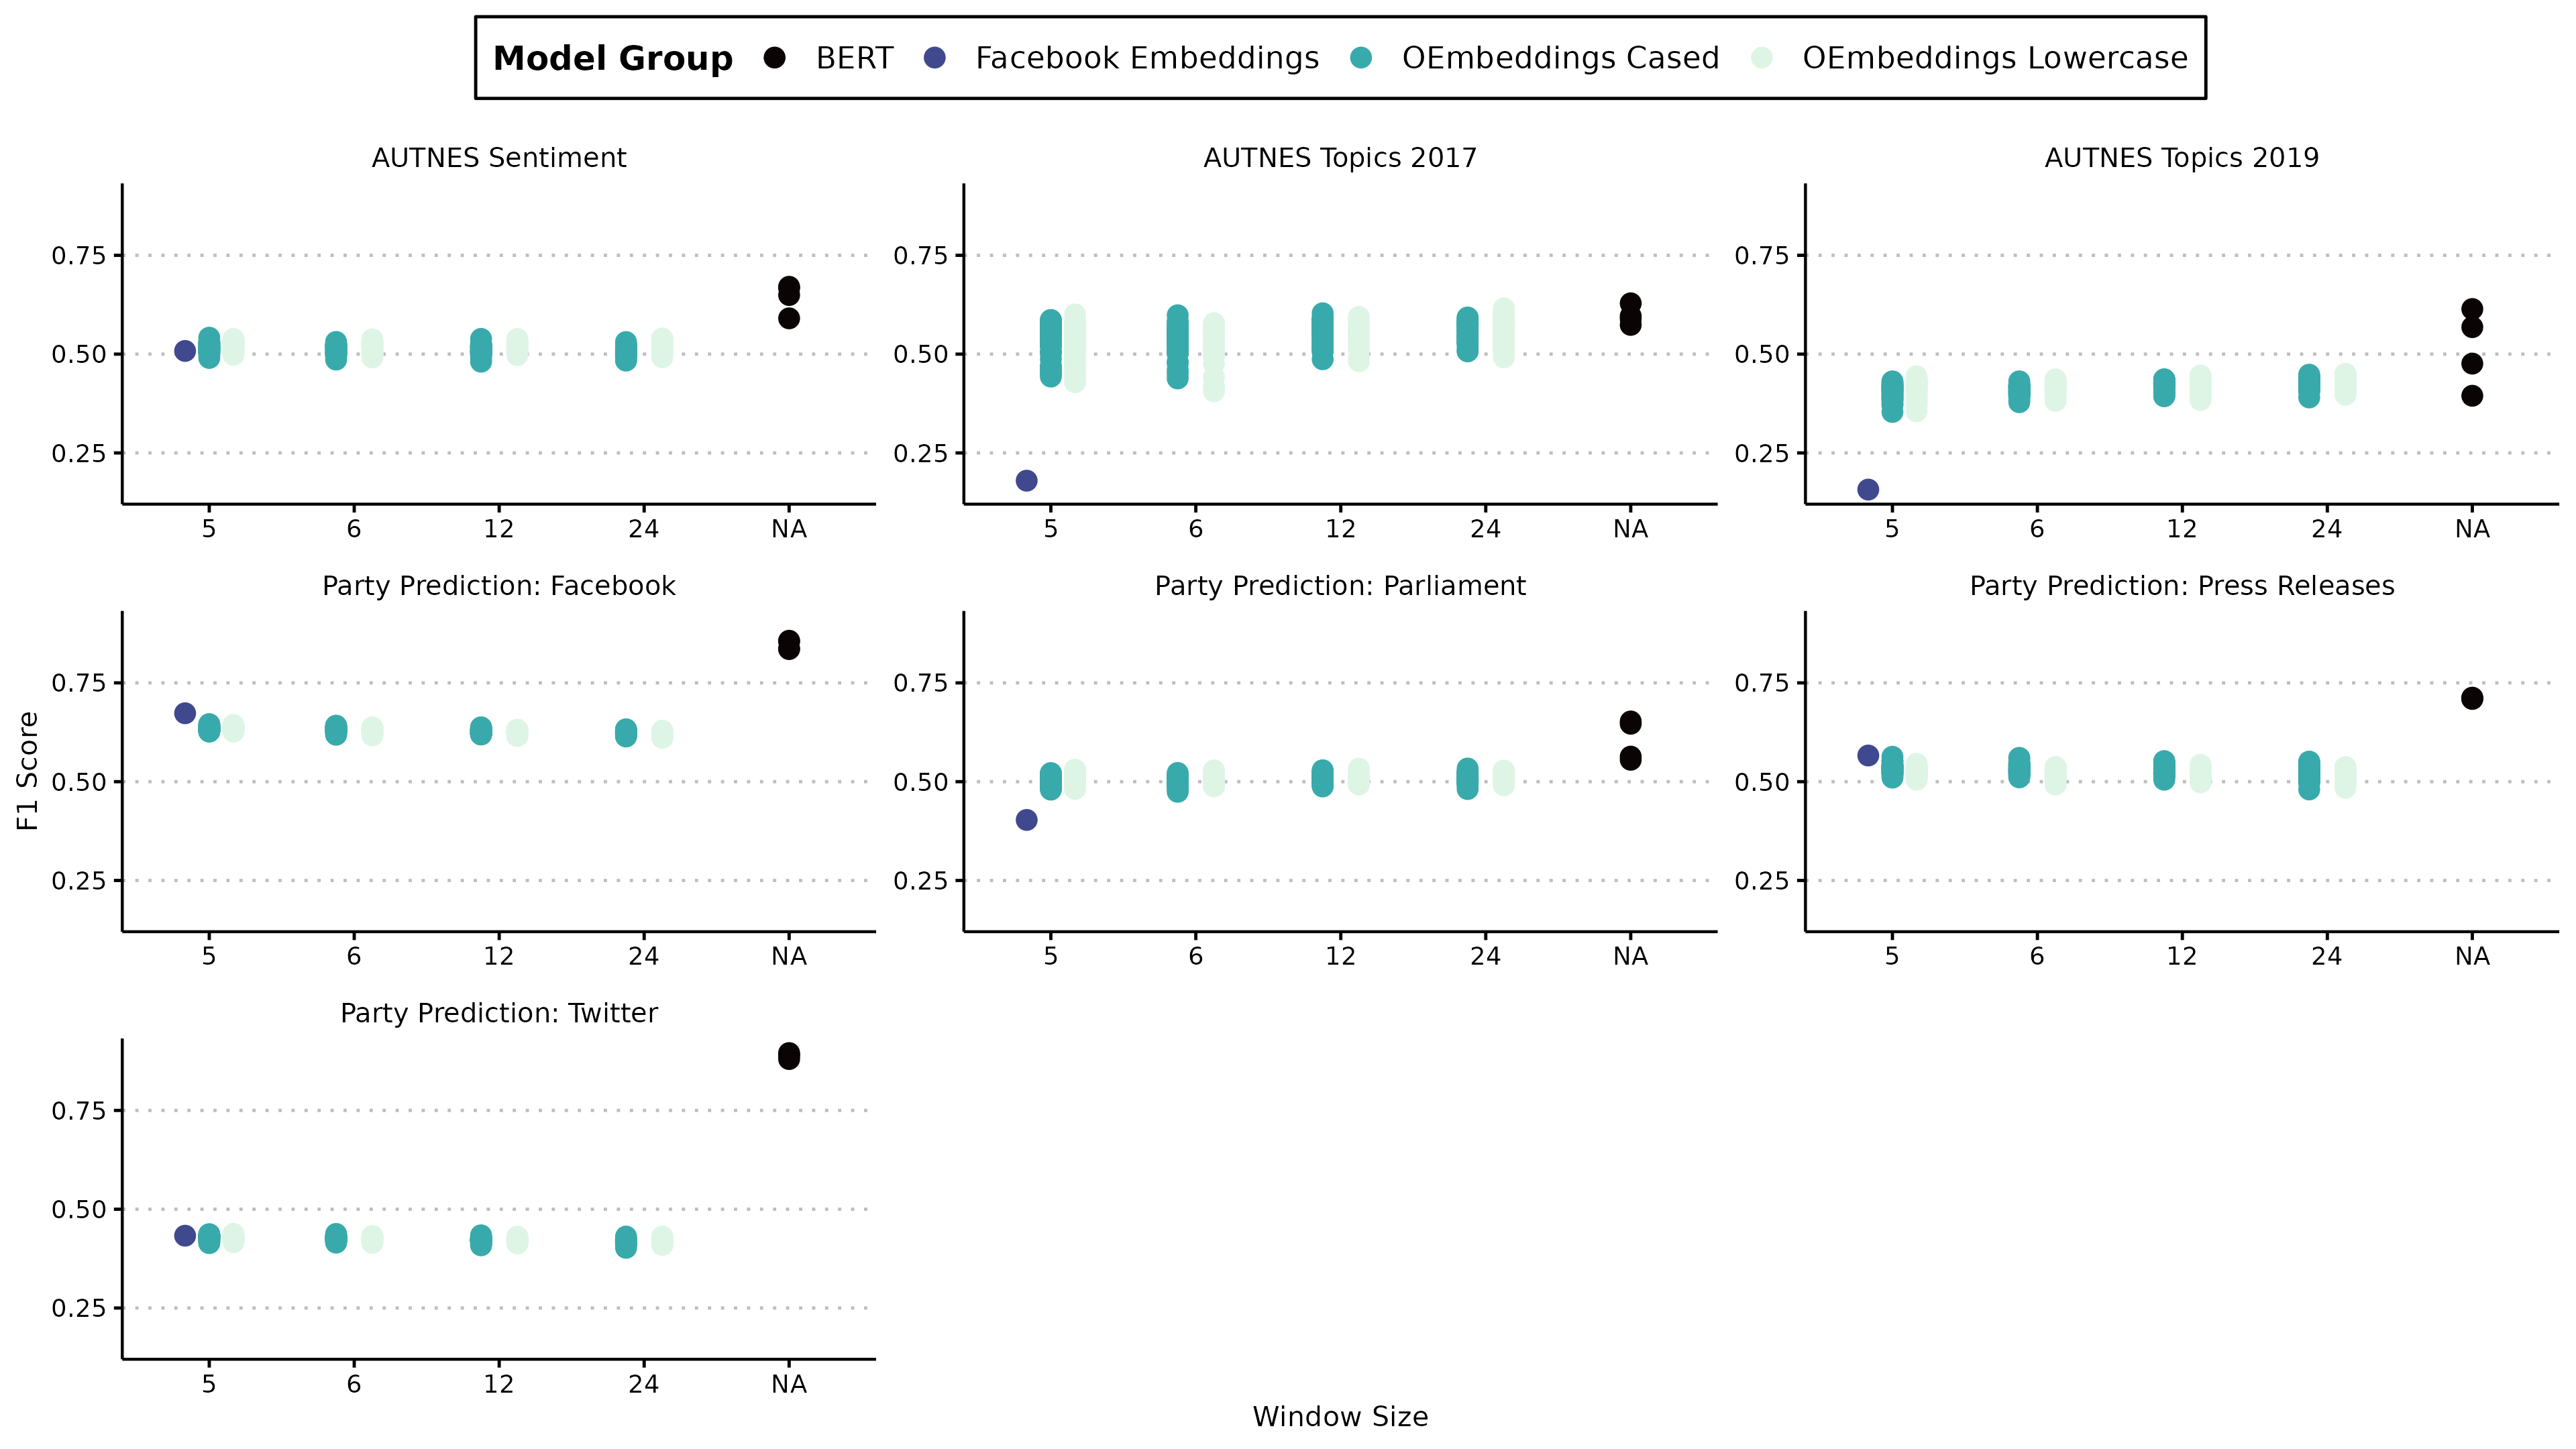 Model Group BERT Facebook Embeddings OEmbeddings Cased OEmbeddings Lowercase
AUTNES Sentiment
AUTNES Topics 2017
AUTNES Topics 2019
0.75
0.50
0.25
5 6 12 24 NA
0.75
0.50
0.25
5 6 12 24 NA
0.75
0.50
0.25
5 6 12 24 NA
F1 Score
Party Prediction: Facebook
Party Prediction: Parliament
Party Prediction: Press Releases
0.75
0.50
0.25
5 6 12 24 NA
0.75
0.50
0.25
5 6 12 24 NA
0.75
0.50
0.25
5 6 12 24 NA
Party Prediction: Twitter
0.75
0.50
0.25
5 6 12 24 NA
Window Size